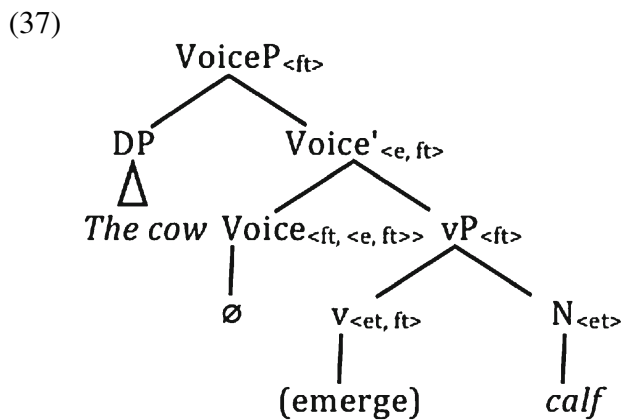 (37)
VoiceP<ft>
DP Voice'<e, ft>
The cow Voice<ft, <e, ft>> vP<ft>
ø v<et, ft> N<et>
(emerge) calf